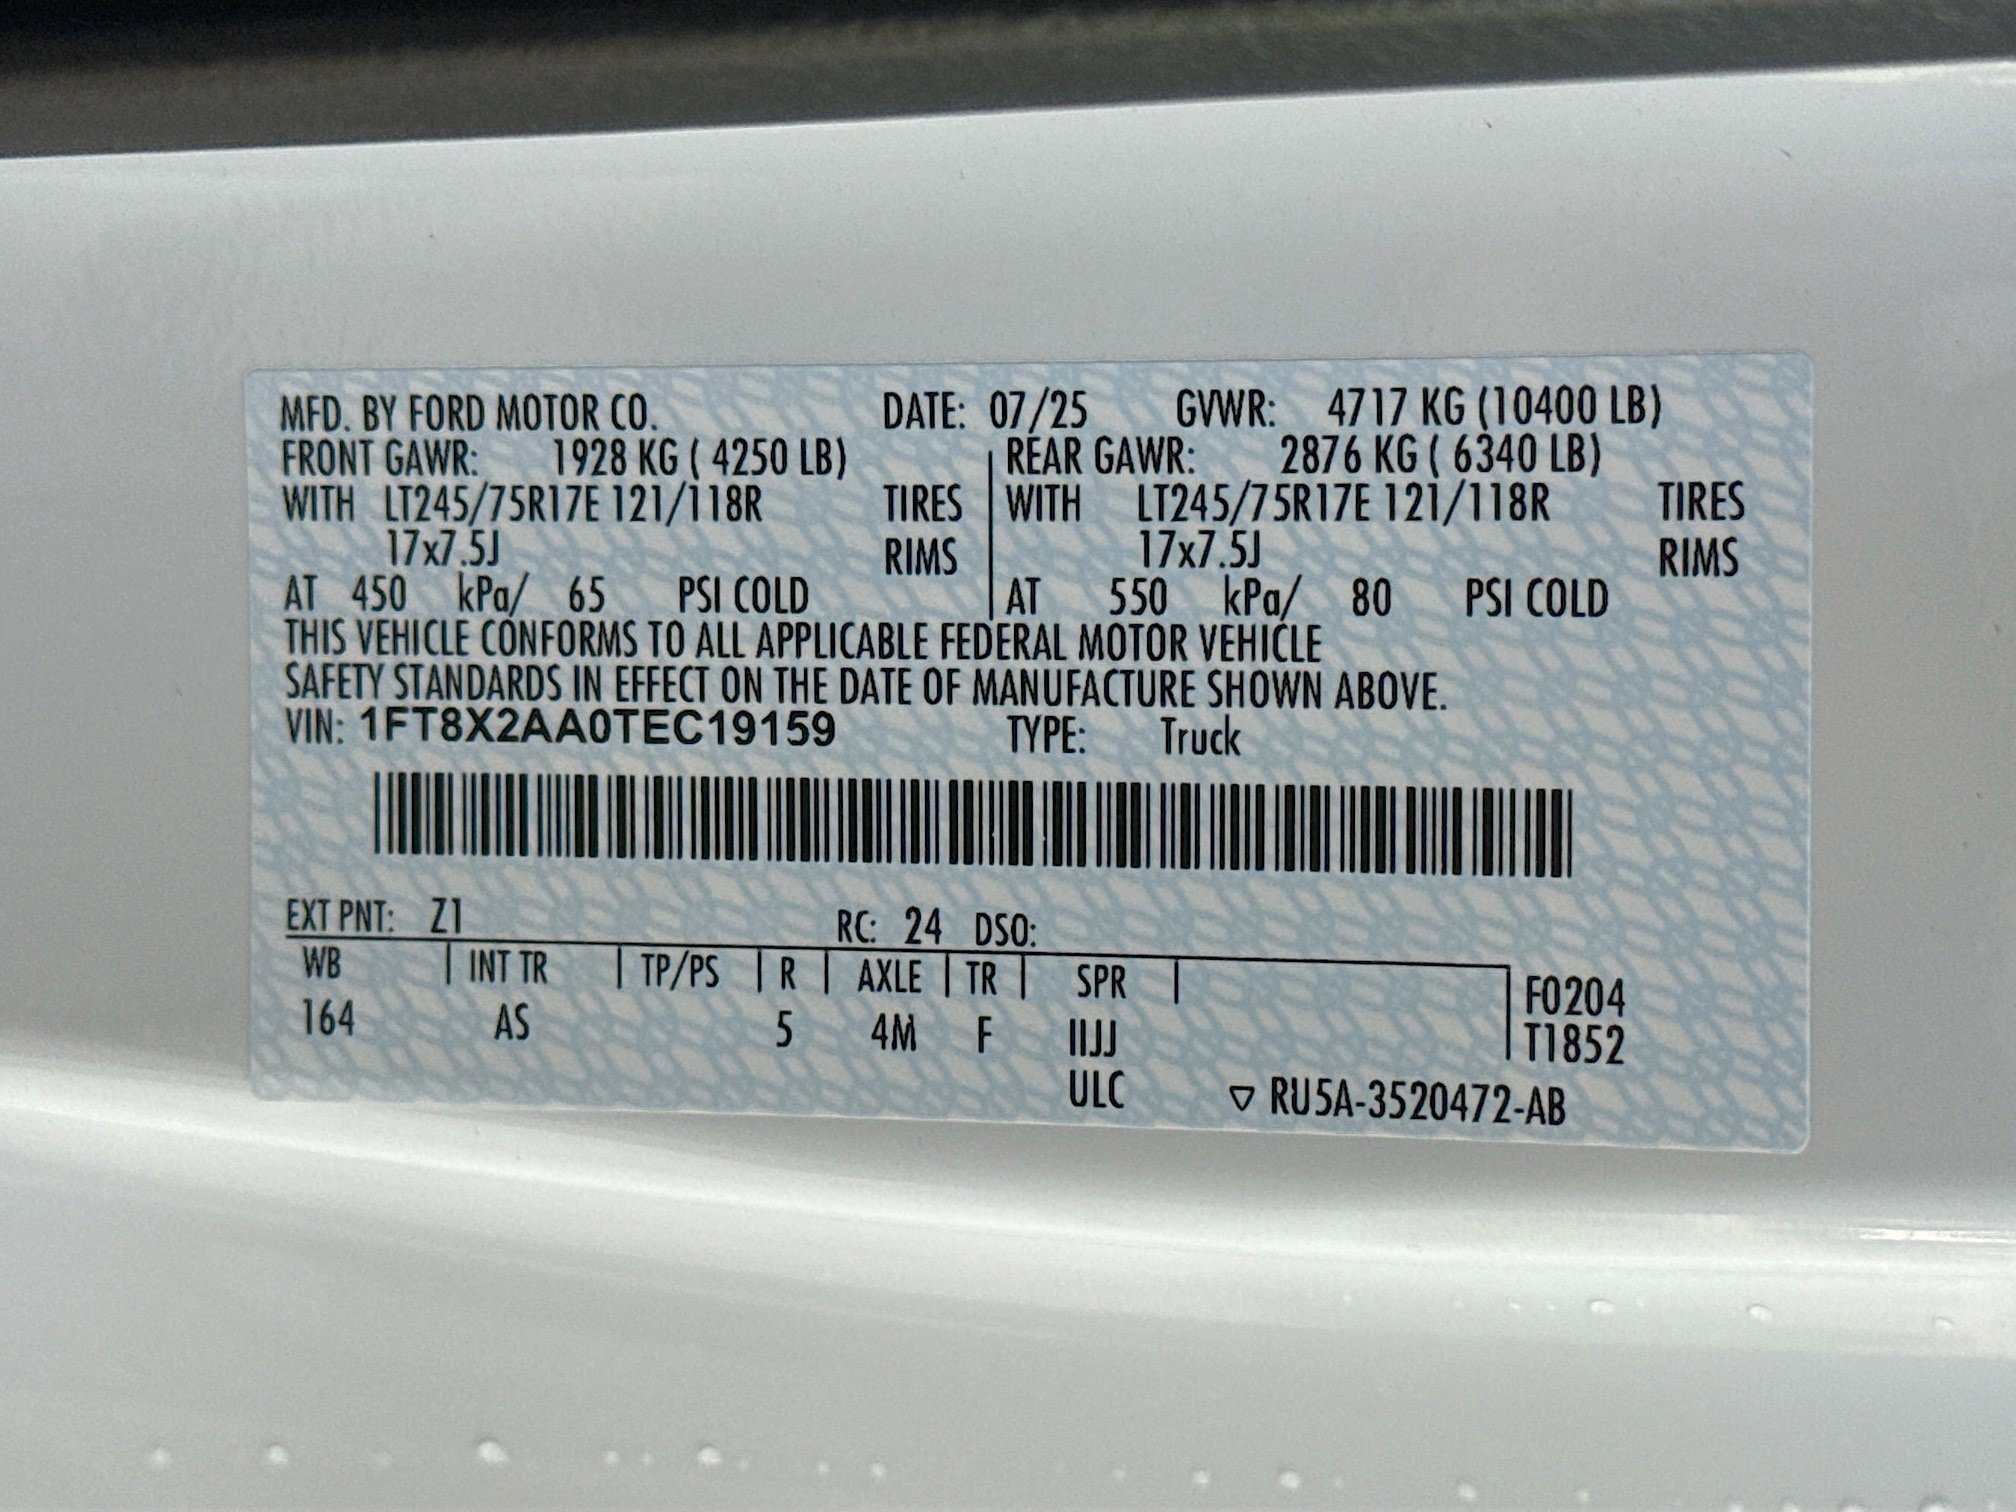 MFD. BY FORD MOTOR CO. DATE: 07/25 GVWR: 4717 KG (10400 LB)
FRONT GAWR: 1928 KG ( 4250 LB) REAR GAWR: 2876 KG ( 6340 LB)
WITH LT245/75R17E 121/118R TIRES WITH LT245/75R17E 121/118R TIRES
17x7.5J RIMS 17x7.5J RIMS
AT 450 kPa/ 65 PSI COLD AT 550 kPa/ 80 PSI COLD
THIS VEHICLE CONFORMS TO ALL APPLICABLE FEDERAL MOTOR VEHICLE
SAFETY STANDARDS IN EFFECT ON THE DATE OF MANUFACTURE SHOWN ABOVE.
VIN: 1FT8X2AA0TEC19159 TYPE: Truck
EXT PNT: Z1 RC: 24 DSO:
WB INT TR TP/PS R AXLE TR SPR F0204
164 AS 5 4M F IIJJ T1852
ULC ▽ RU5A-3520472-AB